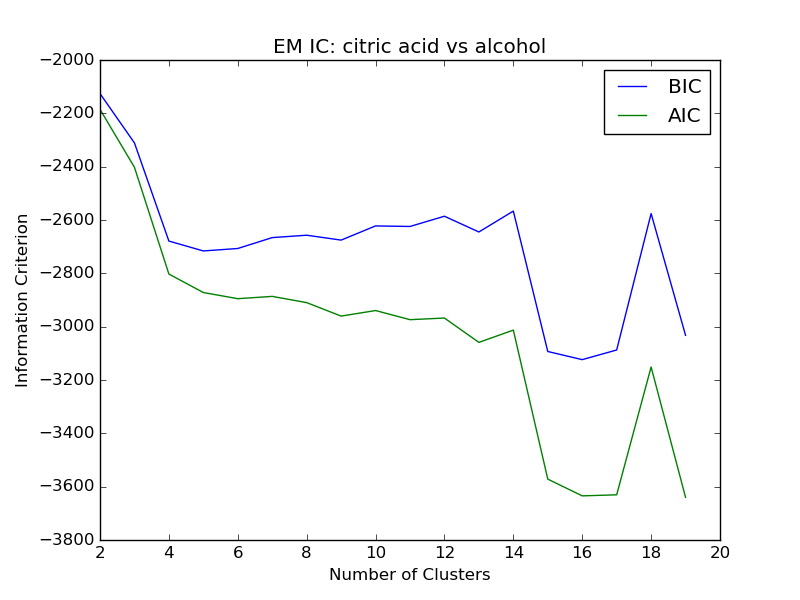 EM IC: citric acid vs alcohol
BIC
AIC
Information Criterion
−2000
−2200
−2400
−2600
−2800
−3000
−3200
−3400
−3600
−3800
2 4 6 8 10 12 14 16 18 20
Number of Clusters